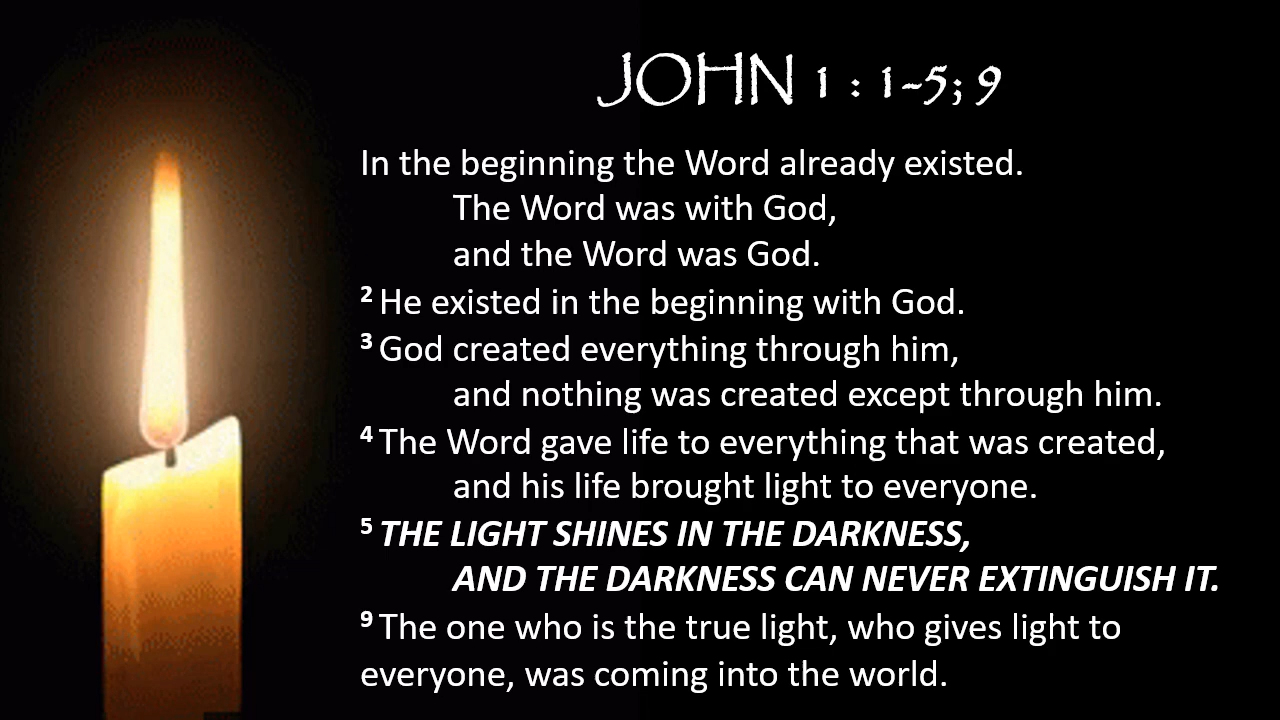 JOHN 1 : 1-5; 9
In the beginning the Word already existed.
The Word was with God,
and the Word was God.
² He existed in the beginning with God.
³ God created everything through him,
and nothing was created except through him.
⁴ The Word gave life to everything that was created,
and his life brought light to everyone.
⁵ THE LIGHT SHINES IN THE DARKNESS,
AND THE DARKNESS CAN NEVER EXTINGUISH IT.
⁹ The one who is the true light, who gives light to
everyone, was coming into the world.